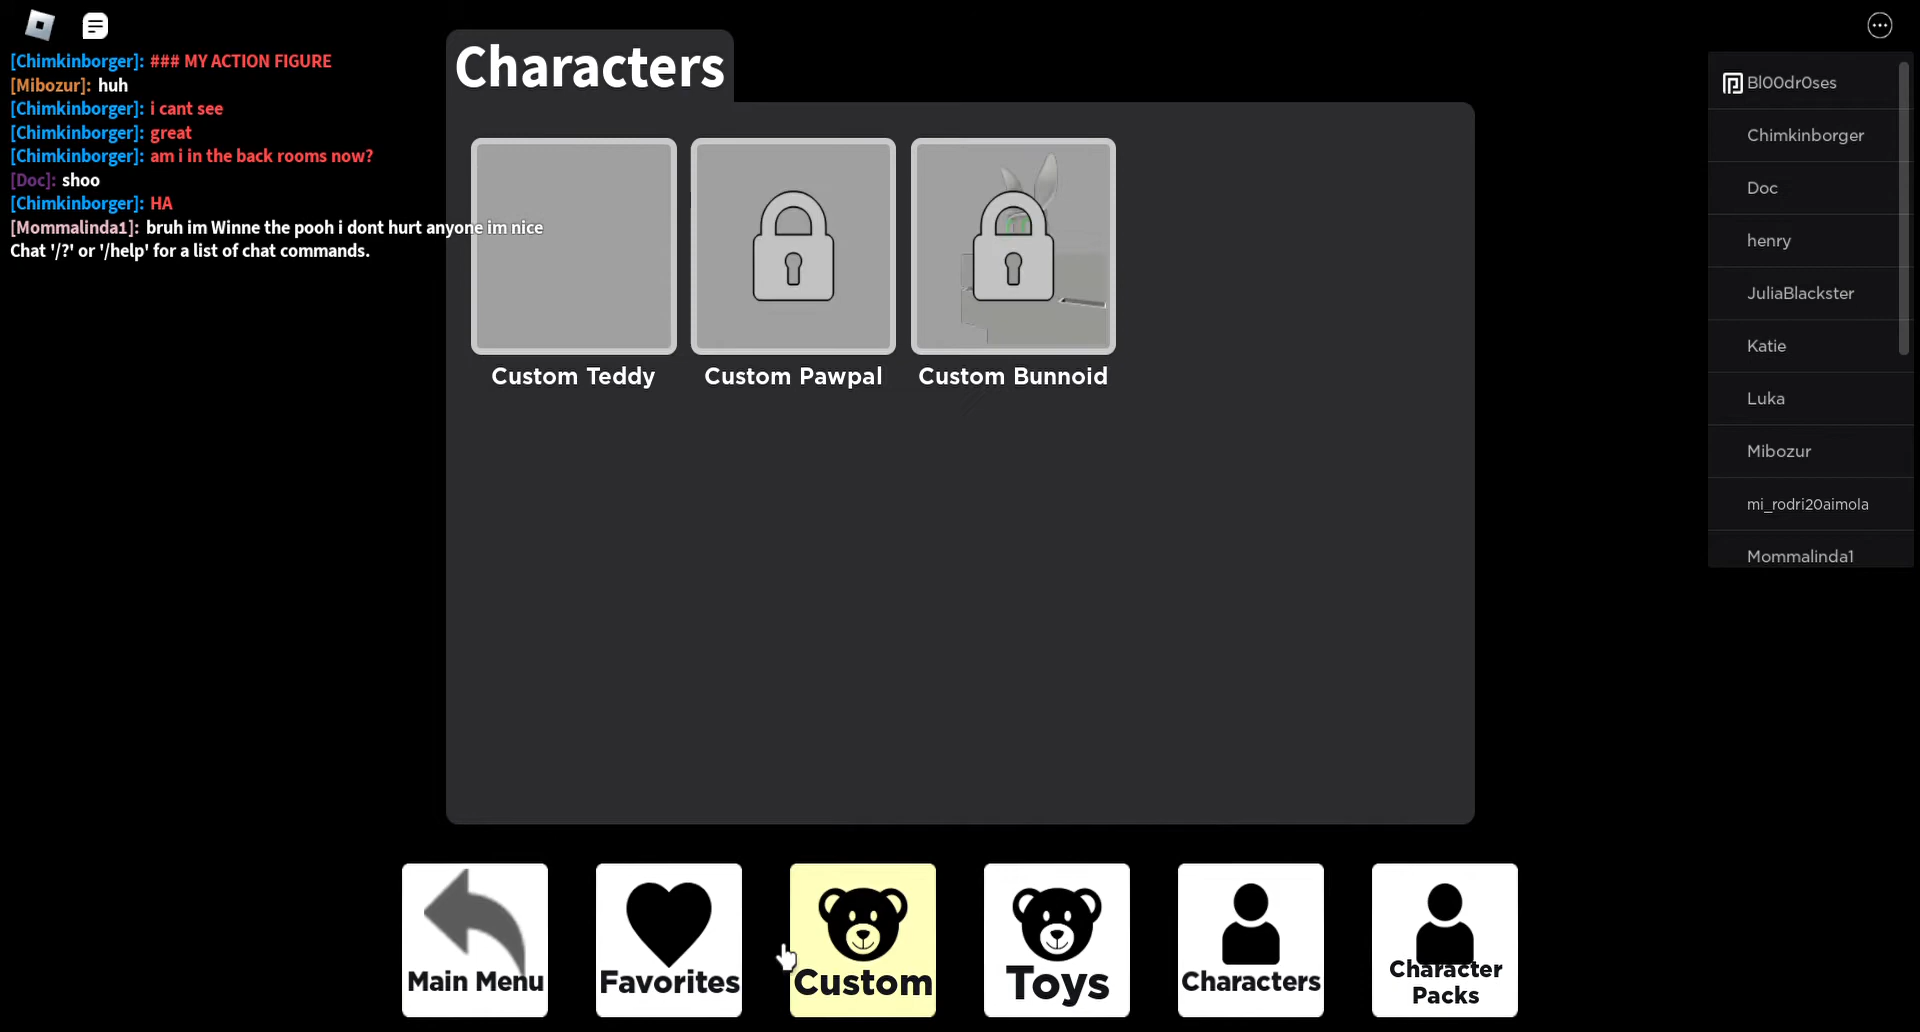 [Chimkinborger]: ### MY ACTION FIGURE
[Mibozur]: huh
[Chimkinborger]: i cant see
[Chimkinborger]: great
[Chimkinborger]: am i in the back rooms now?
[Doc]: shoo
[Chimkinborger]: HA
[Mommalinda1]: bruh im Winne the pooh i dont hurt anyone im nice
Chat '/?' or '/help' for a list of chat commands.
Characters
Custom Teddy
Custom Pawpal
Custom Bunnoid
Bl00dr0ses
Chimkinborger
Doc
henry
JuliaBlackster
Katie
Luka
Mibozur
mi_rodri20aimola
Mommalinda1
Main Menu
Favorites
Custom
Toys
Characters
Character
Packs